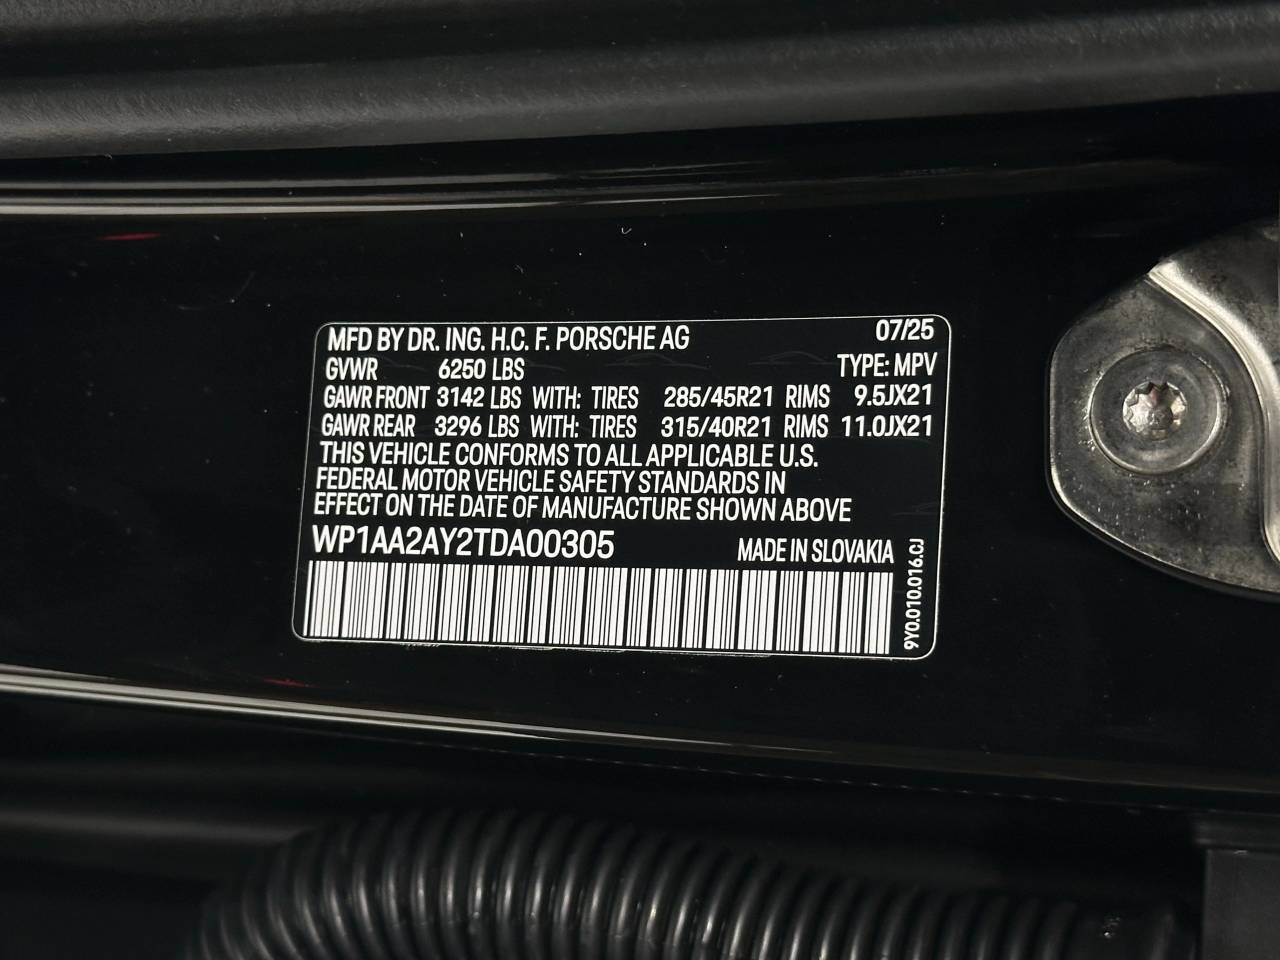 MFD BY DR. ING. H.C. F. PORSCHE AG 07/25
GVWR 6250 LBS TYPE: MPV
GAWR FRONT 3142 LBS WITH: TIRES 285/45R21 RIMS 9.5JX21
GAWR REAR 3296 LBS WITH: TIRES 315/40R21 RIMS 11.0JX21
THIS VEHICLE CONFORMS TO ALL APPLICABLE U.S.
FEDERAL MOTOR VEHICLE SAFETY STANDARDS IN
EFFECT ON THE DATE OF MANUFACTURE SHOWN ABOVE
WP1AA2AY2TDA00305 MADE IN SLOVAKIA
9Y0.010.016.CJ